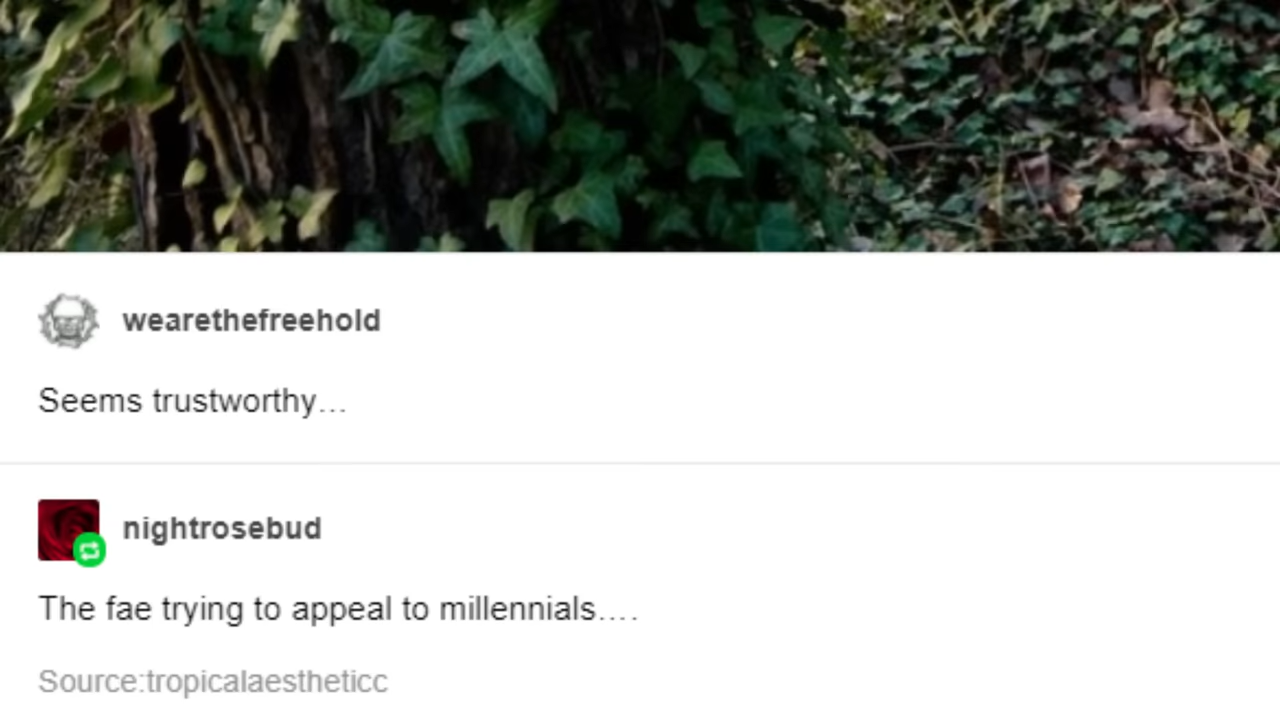 wearethefreehold
Seems trustworthy…
nightrosebud
The fae trying to appeal to millennials….
Source:tropicalaestheticc